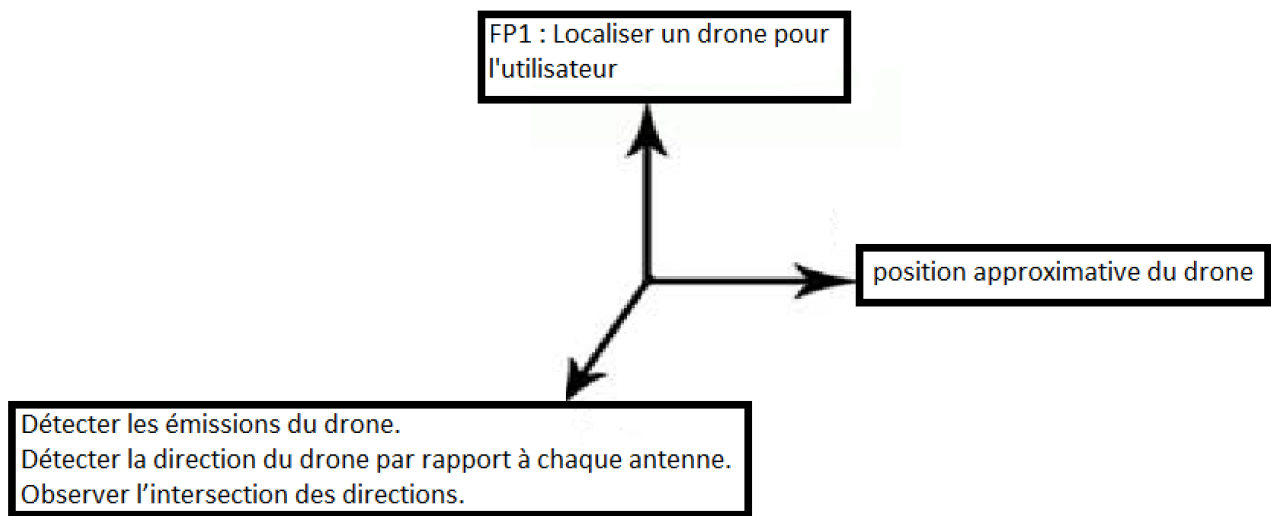 FP1 : Localiser un drone pour
l'utilisateur
position approximative du drone
Détecter les émissions du drone.
Détecter la direction du drone par rapport à chaque antenne.
Observer l’intersection des directions.